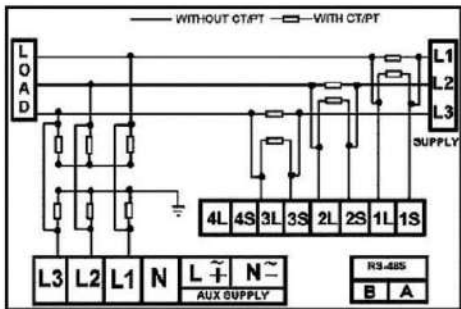 WITHOUT CT/PT WITH CT/PT
LOAD
L1
L2
L3
SUPPLY
4L 4S 3L 3S 2L 2S 1L 1S
L3 L2 L1 N L N
AUX SUPPLY
RS-485
B A